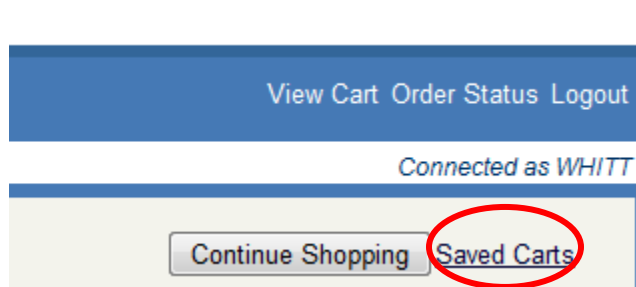 View Cart Order Status Logout
Connected as WHITT
Continue Shopping Saved Carts